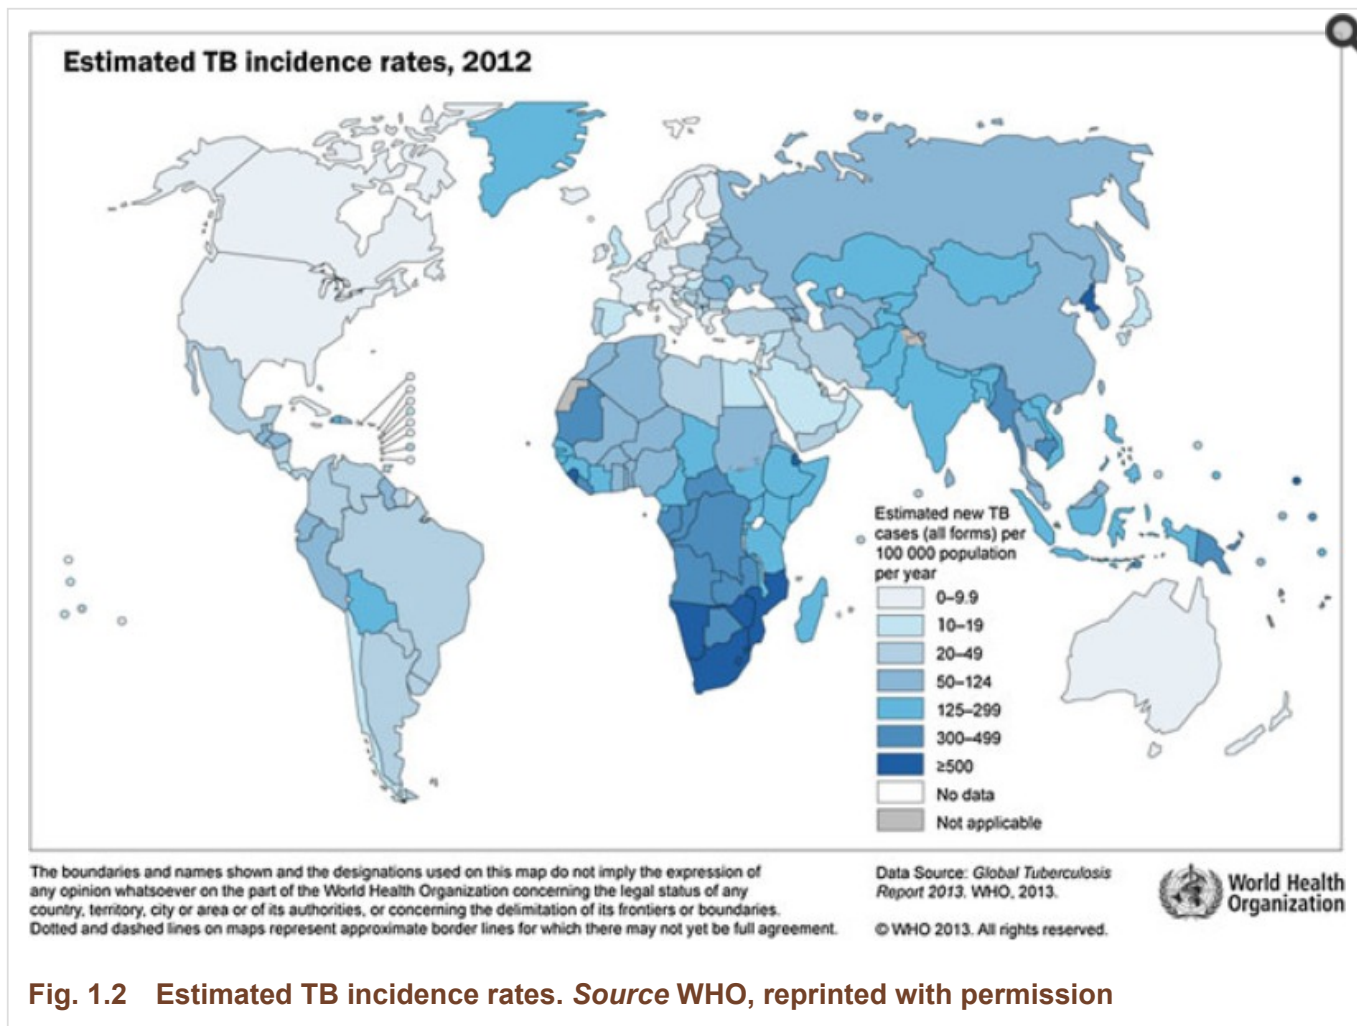 Estimated TB incidence rates, 2012
Estimated new TB
cases (all forms) per
100 000 population
per year
0–9.9
10–19
20–49
50–124
125–299
300–499
≥500
No data
Not applicable
The boundaries and names shown and the designations used on this map do not imply the expression of
any opinion whatsoever on the part of the World Health Organization concerning the legal status of any
country, territory, city or area or of its authorities, or concerning the delimitation of its frontiers or boundaries.
Dotted and dashed lines on maps represent approximate border lines for which there may not yet be full agreement.
Data Source: Global Tuberculosis
Report 2013. WHO, 2013.
© WHO 2013. All rights reserved.
World Health
Organization
Fig. 1.2 Estimated TB incidence rates. Source WHO, reprinted with permission